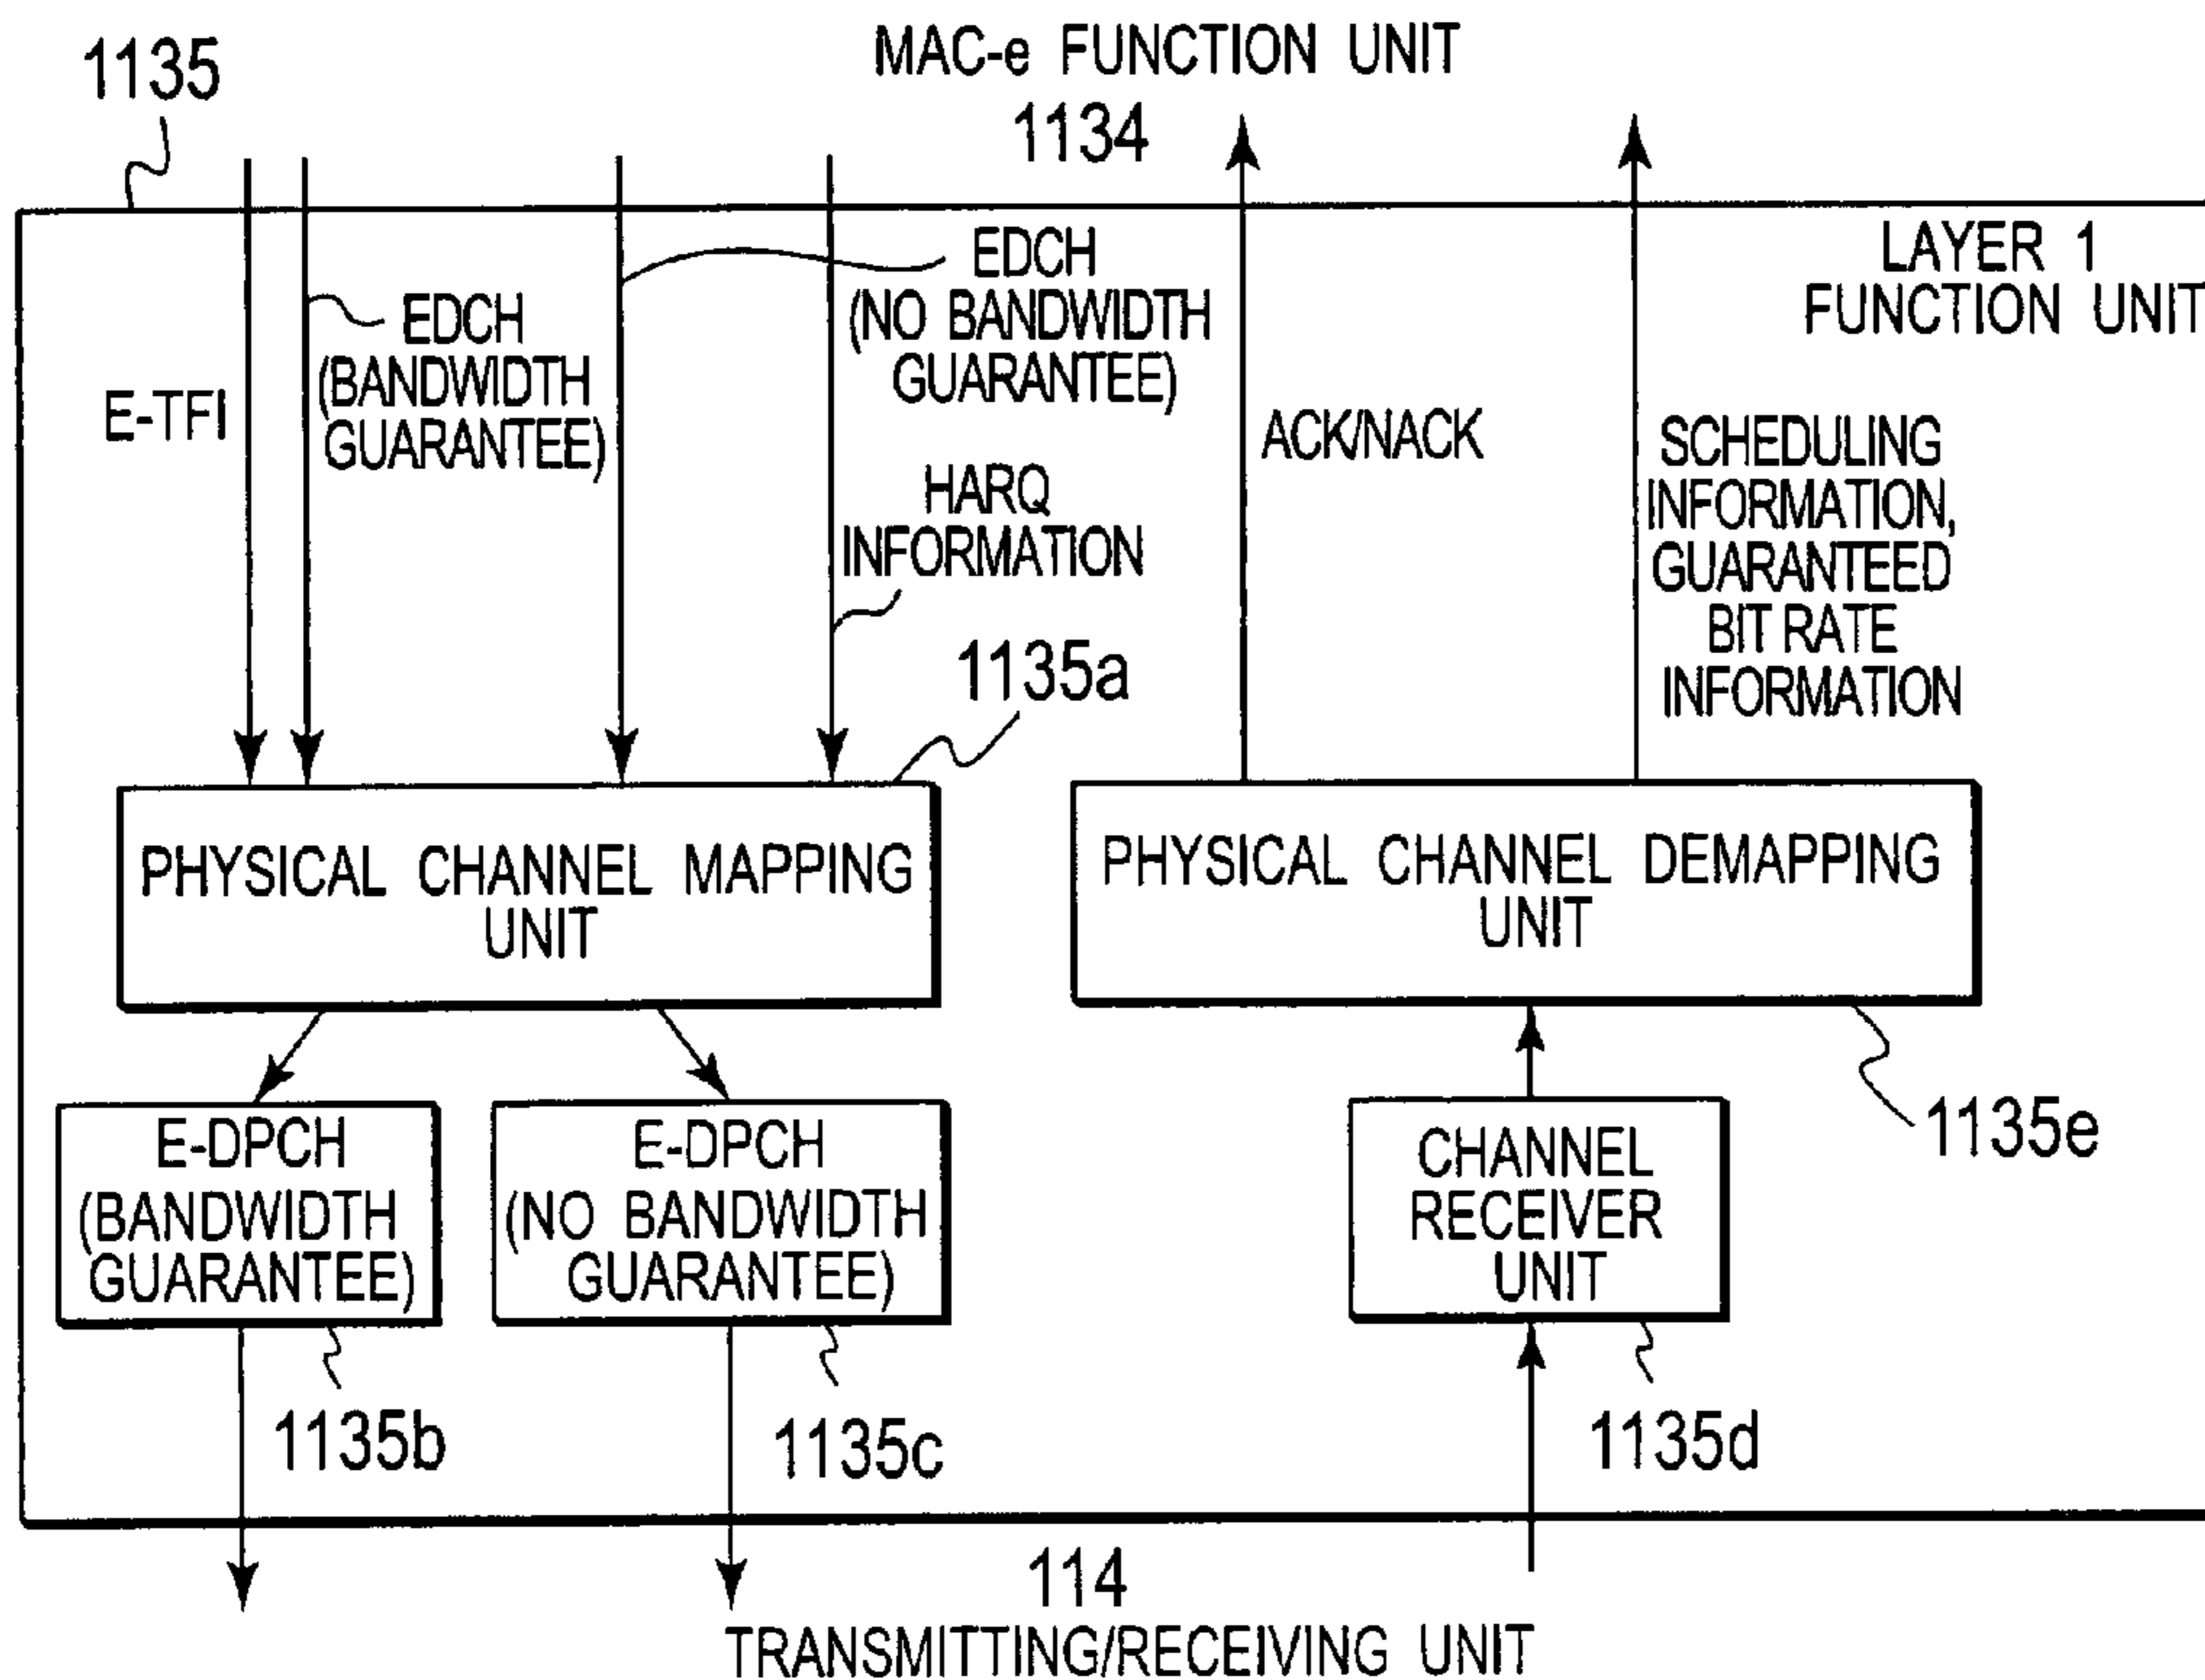 MAC-e FUNCTION UNIT
1134
1135
LAYER 1
FUNCTION UNIT
E-TFI
EDCH
(BANDWIDTH
GUARANTEE)
EDCH
(NO BANDWIDTH
GUARANTEE)
HARQ
INFORMATION
ACK/NACK
SCHEDULING
INFORMATION,
GUARANTEED
BIT RATE
INFORMATION
1135a
PHYSICAL CHANNEL MAPPING
UNIT
PHYSICAL CHANNEL DEMAPPING
UNIT
E-DPCH
(BANDWIDTH
GUARANTEE)
E-DPCH
(NO BANDWIDTH
GUARANTEE)
CHANNEL
RECEIVER
UNIT
1135e
1135b
1135c
1135d
114
TRANSMITTING/RECEIVING UNIT